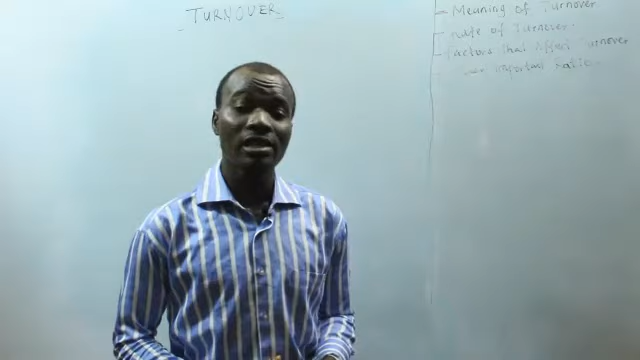 - TURNOVER
- Meaning of Turnover
- rate of Turnover.
- factors that Affect Turnover
important Ratio